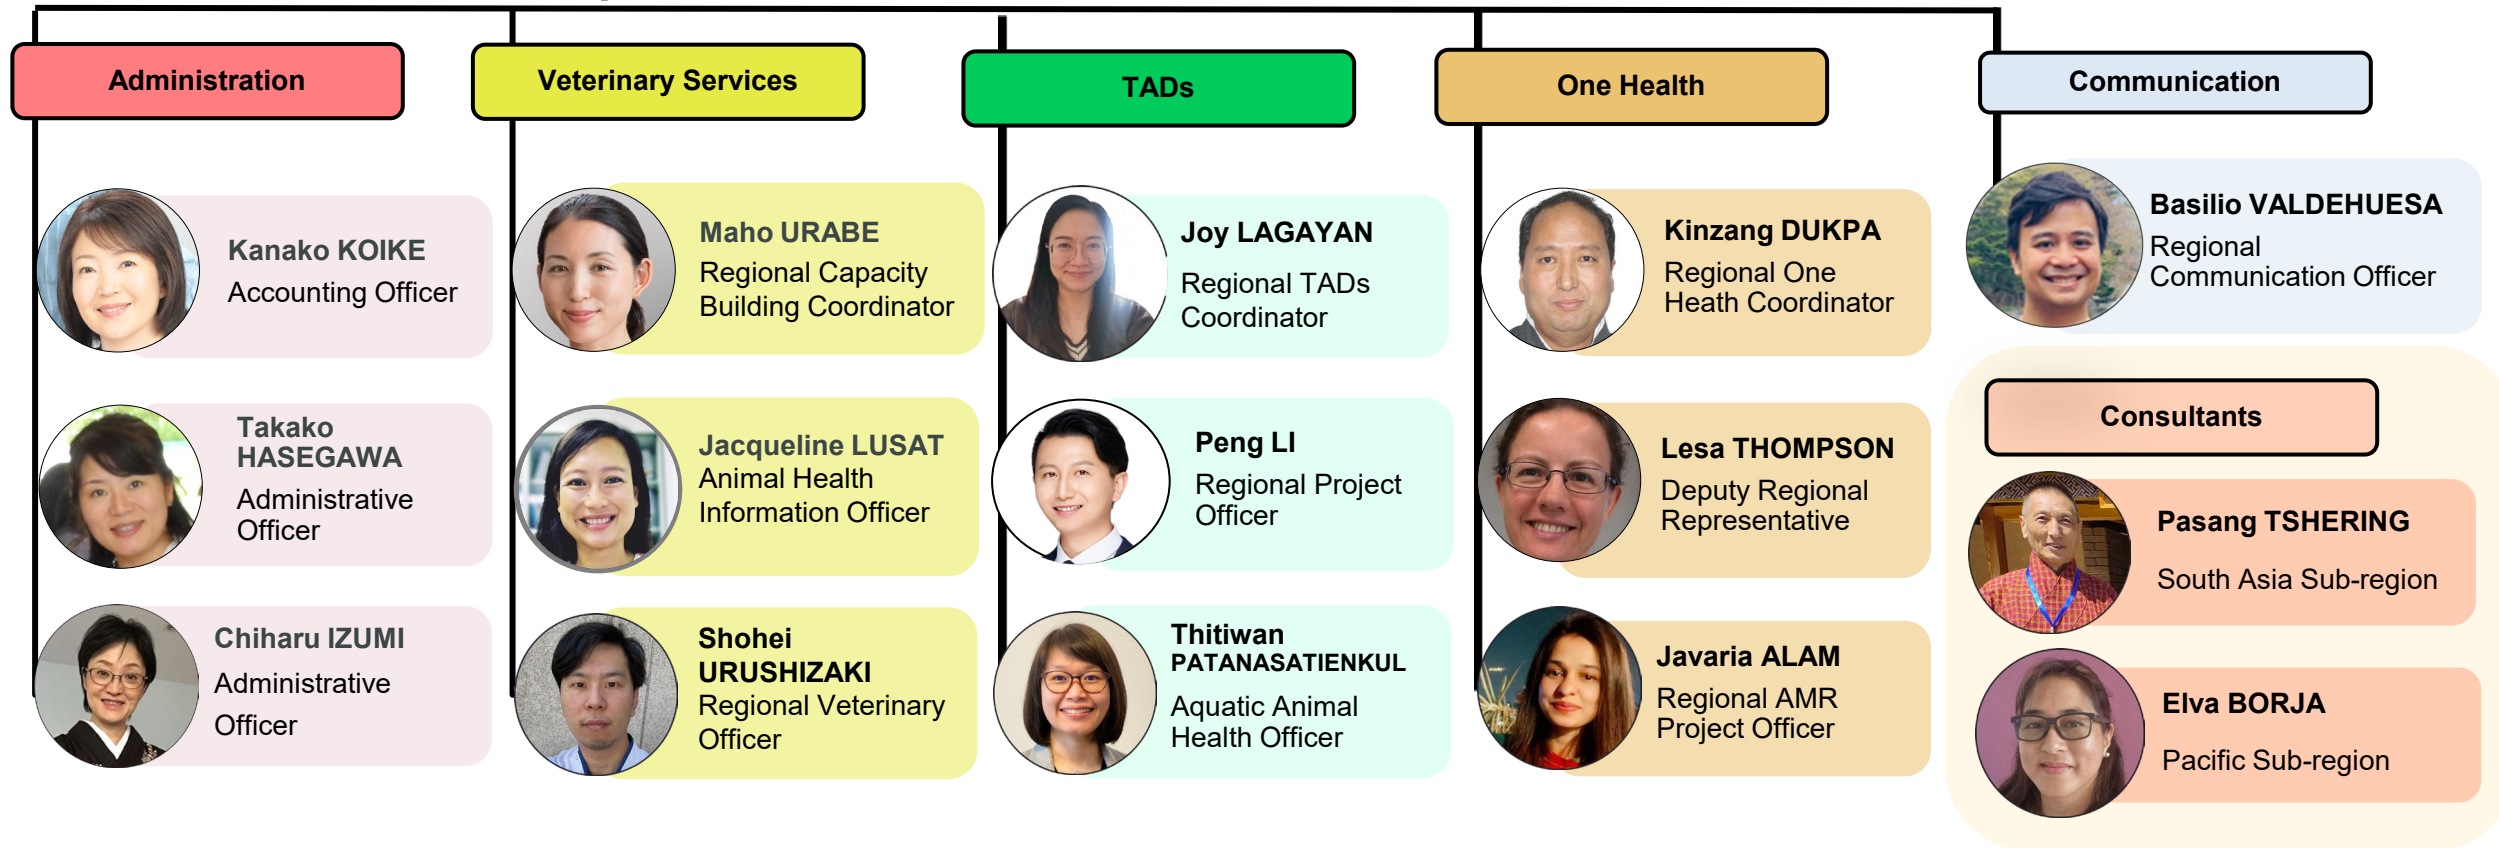 Administration
Veterinary Services
TADs
One Health
Communication
Kanako KOIKE
Accounting Officer
Takako
HASEGAWA
Administrative
Officer
Chiharu IZUMI
Administrative
Officer
Maho URABE
Regional Capacity
Building Coordinator
Jacqueline LUSAT
Animal Health
Information Officer
Shohei
URUSHIZAKI
Regional Veterinary
Officer
Joy LAGAYAN
Regional TADs
Coordinator
Peng LI
Regional Project
Officer
Thitiwan
PATANASATIENKUL
Aquatic Animal
Health Officer
Kinzang DUKPA
Regional One
Heath Coordinator
Lesa THOMPSON
Deputy Regional
Representative
Javaria ALAM
Regional AMR
Project Officer
Basilio VALDEHUESA
Regional
Communication Officer
Consultants
Pasang TSHERING
South Asia Sub-region
Elva BORJA
Pacific Sub-region